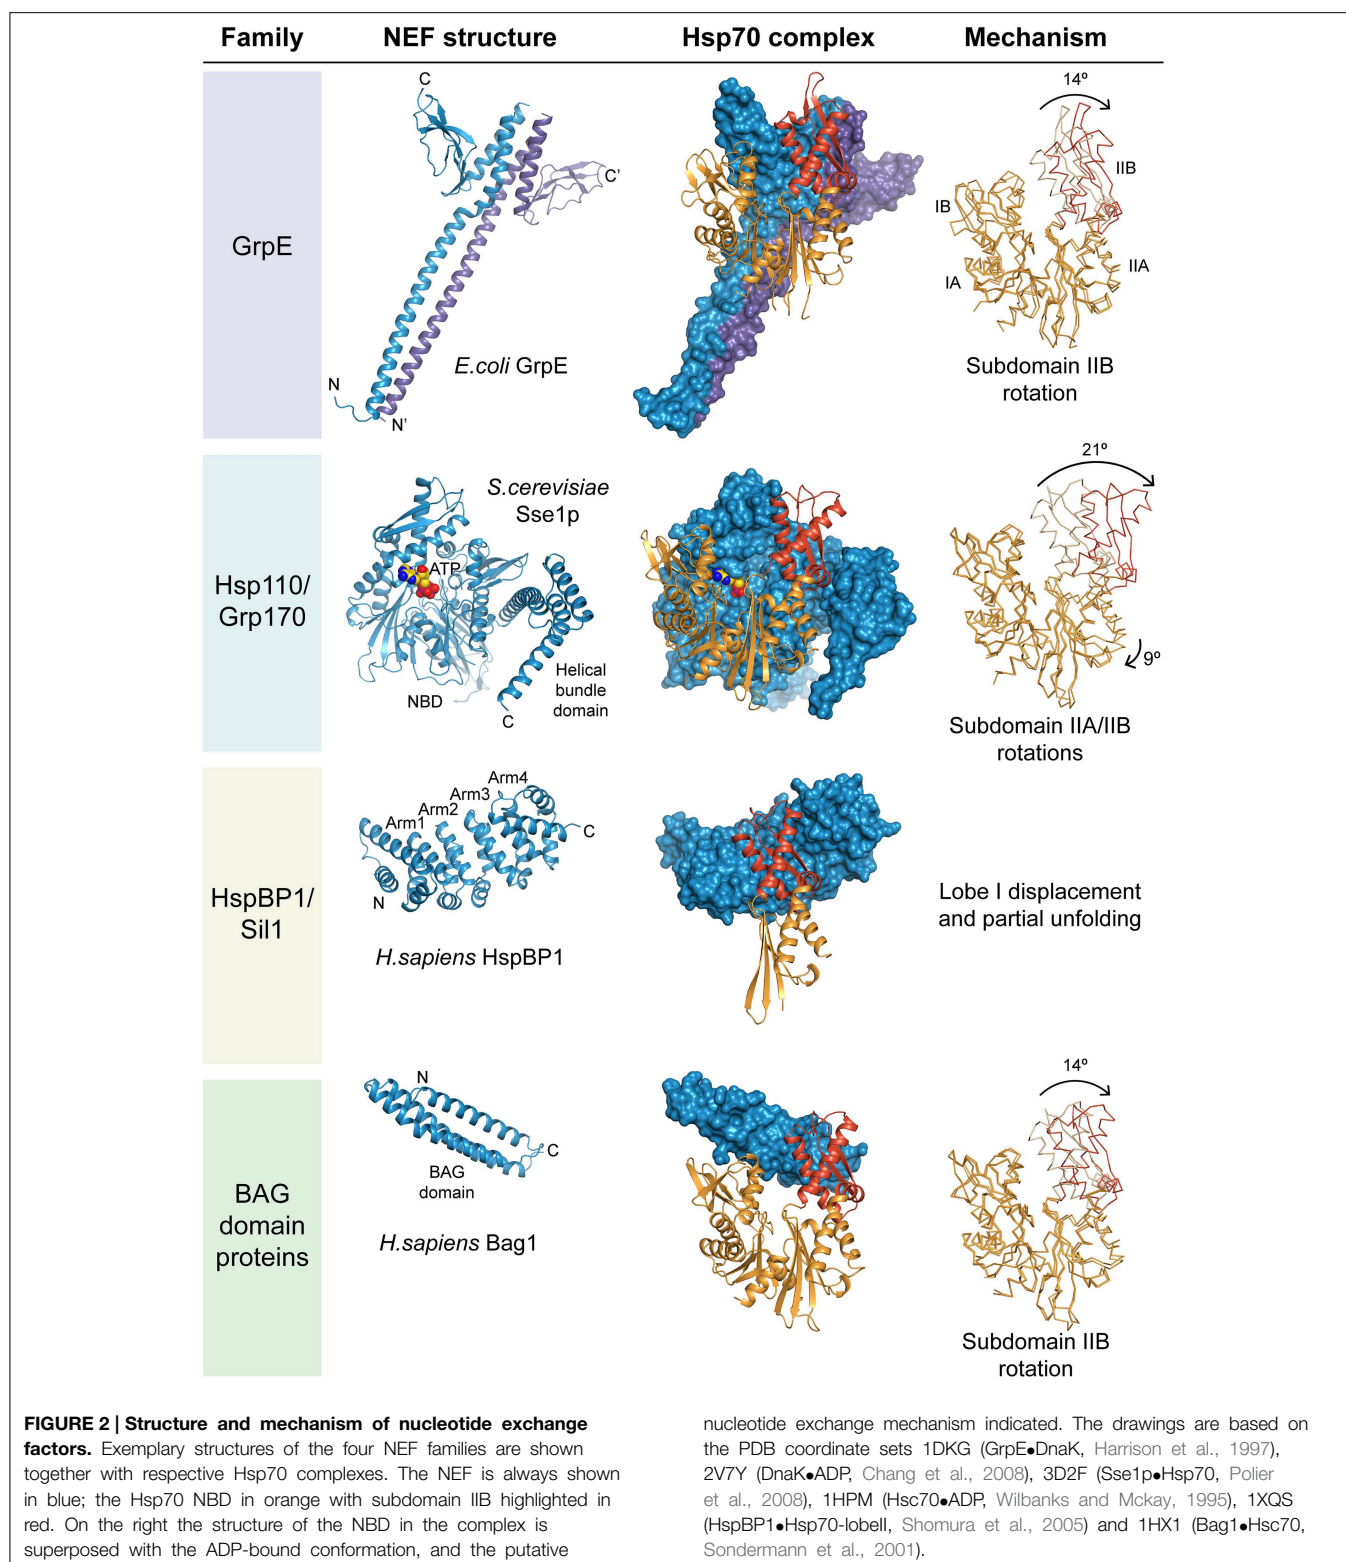 Family
NEF structure
Hsp70 complex
Mechanism
GrpE
C
C'
E.coli GrpE
N
N'
14º
IIB
IB
IA
IIA
Subdomain IIB
rotation
Hsp110/
Grp170
S.cerevisiae
Sse1p
ATP
NBD
C
Helical
bundle
domain
21º
9º
Subdomain IIA/IIB
rotations
HspBP1/
Sil1
Arm1
Arm2
Arm3
Arm4
C
N
H.sapiens HspBP1
Lobe I displacement
and partial unfolding
BAG
domain
proteins
N
C
BAG
domain
H.sapiens Bag1
14º
Subdomain IIB
rotation
FIGURE 2 | Structure and mechanism of nucleotide exchange
factors. Exemplary structures of the four NEF families are shown
together with respective Hsp70 complexes. The NEF is always shown
in blue; the Hsp70 NBD in orange with subdomain IIB highlighted in
red. On the right the structure of the NBD in the complex is
superposed with the ADP-bound conformation, and the putative
nucleotide exchange mechanism indicated. The drawings are based on
the PDB coordinate sets 1DKG (GrpE•DnaK, Harrison et al., 1997),
2V7Y (DnaK•ADP, Chang et al., 2008), 3D2F (Sse1p•Hsp70, Polier
et al., 2008), 1HPM (Hsc70•ADP, Wilbanks and Mckay, 1995), 1XQS
(HspBP1•Hsp70-lobeII, Shomura et al., 2005) and 1HX1 (Bag1•Hsc70,
Sondermann et al., 2001).